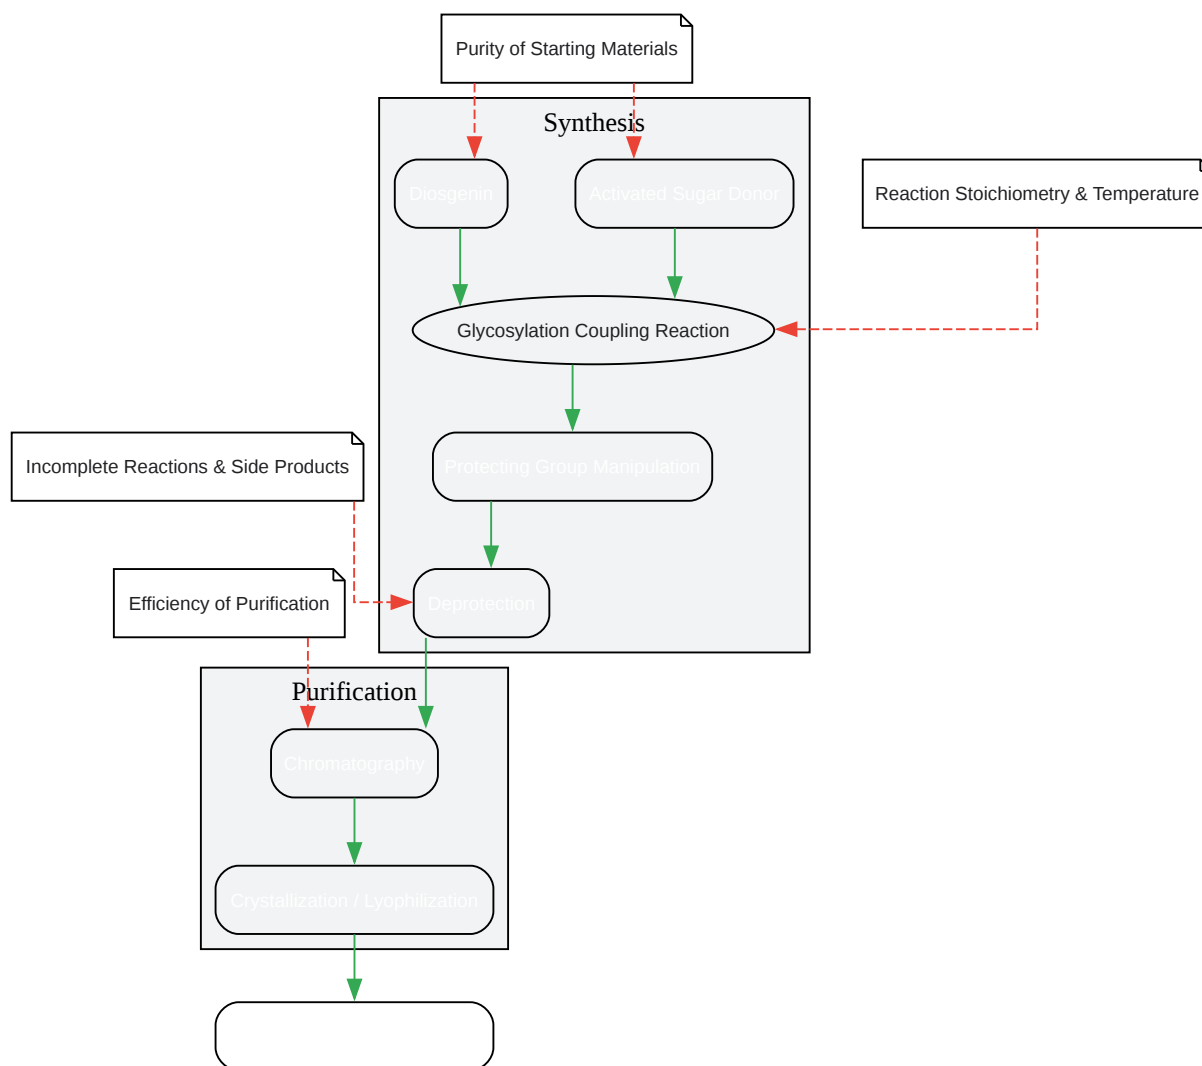 Purity of Starting Materials
Synthesis
Diosgenin
Activated Sugar Donor
Reaction Stoichiometry & Temperature
Glycosylation Coupling Reaction
Incomplete Reactions & Side Products
Protecting Group Manipulation
Efficiency of Purification
Deprotection
Purification
Chromatography
Crystallization / Lyophilization